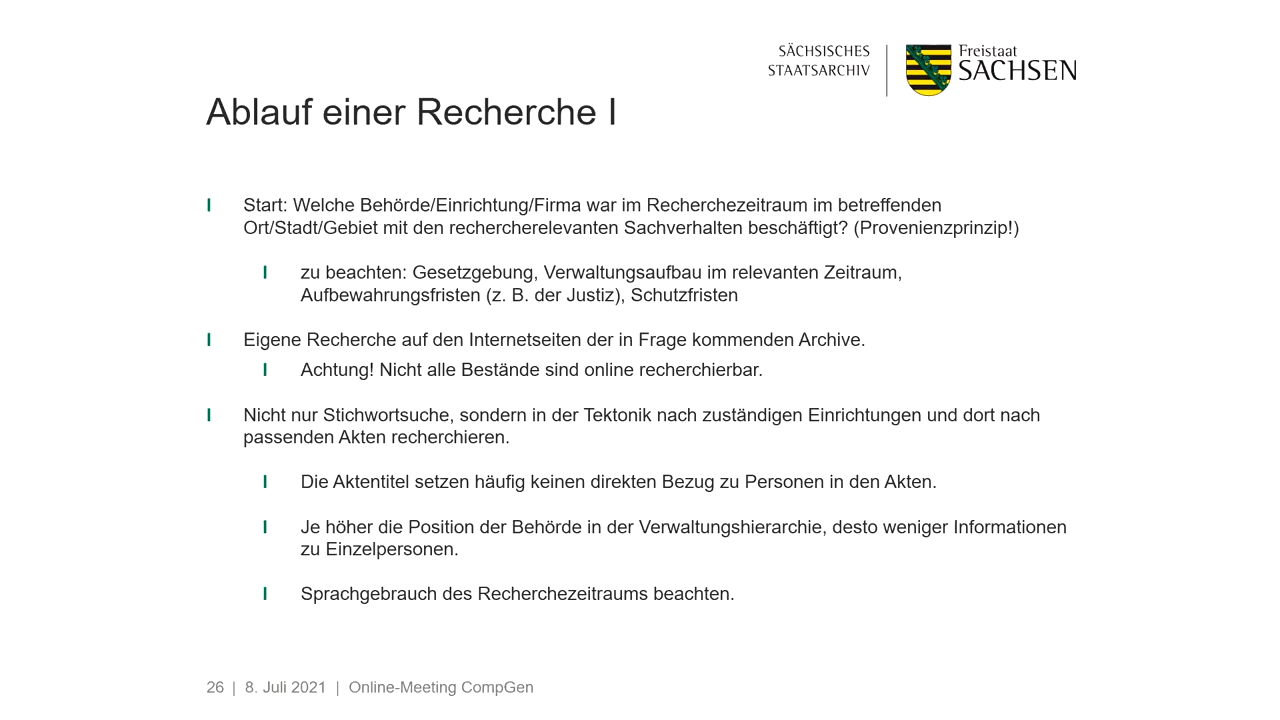 SÄCHSISCHES
STAATSARCHIV
Freistaat
SACHSEN
Ablauf einer Recherche I
I Start: Welche Behörde/Einrichtung/Firma war im Recherchezeitraum im betreffenden
Ort/Stadt/Gebiet mit den rechercherelevanten Sachverhalten beschäftigt? (Provenienzprinzip!)
I zu beachten: Gesetzgebung, Verwaltungsaufbau im relevanten Zeitraum,
Aufbewahrungsfristen (z. B. der Justiz), Schutzfristen
I Eigene Recherche auf den Internetseiten der in Frage kommenden Archive.
I Achtung! Nicht alle Bestände sind online recherchierbar.
I Nicht nur Stichwortsuche, sondern in der Tektonik nach zuständigen Einrichtungen und dort nach
passenden Akten recherchieren.
I Die Aktentitel setzen häufig keinen direkten Bezug zu Personen in den Akten.
I Je höher die Position der Behörde in der Verwaltungshierarchie, desto weniger Informationen
zu Einzelpersonen.
I Sprachgebrauch des Recherchezeitraums beachten.
26 | 8. Juli 2021 | Online-Meeting CompGen